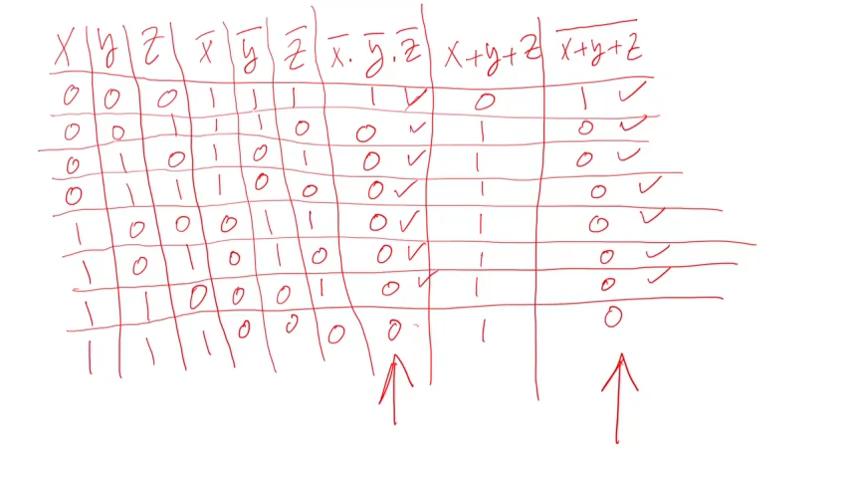 X y Z x̅ y̅ z̅ x̅.y̅.z̅ X+y+Z \overline{x+y+z}
0 0 0 1 1 1 1 ✓ 0 1 ✓
0 0 1 1 1 0 0 ✓ 1 0 ✓
0 1 0 1 0 1 0 ✓ 1 0 ✓
0 1 1 1 0 0 0 ✓ 1 0 ✓
1 0 0 0 1 1 0 ✓ 1 0 ✓
1 0 1 0 1 0 0 ✓ 1 0 ✓
1 1 0 0 0 1 0 ✓ 1 0 ✓
1 1 1 0 0 0 0 1 0